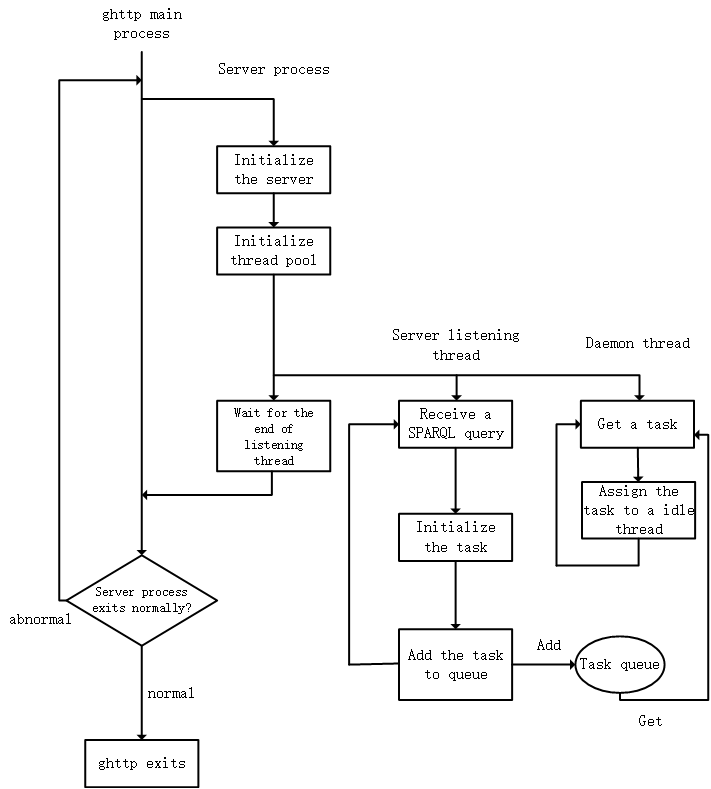 ghttp main
process
Server process
Initialize
the server
Initialize
thread pool
Server listening
thread
Daemon thread
Wait for the
end of
listening
thread
Receive a
SPARQL query
Get a task
Assign the
task to a idle
thread
Initialize
the task
Server process
exits normally?
abnormal
Add the task
to queue
Add
Task queue
normal
Get
ghttp exits